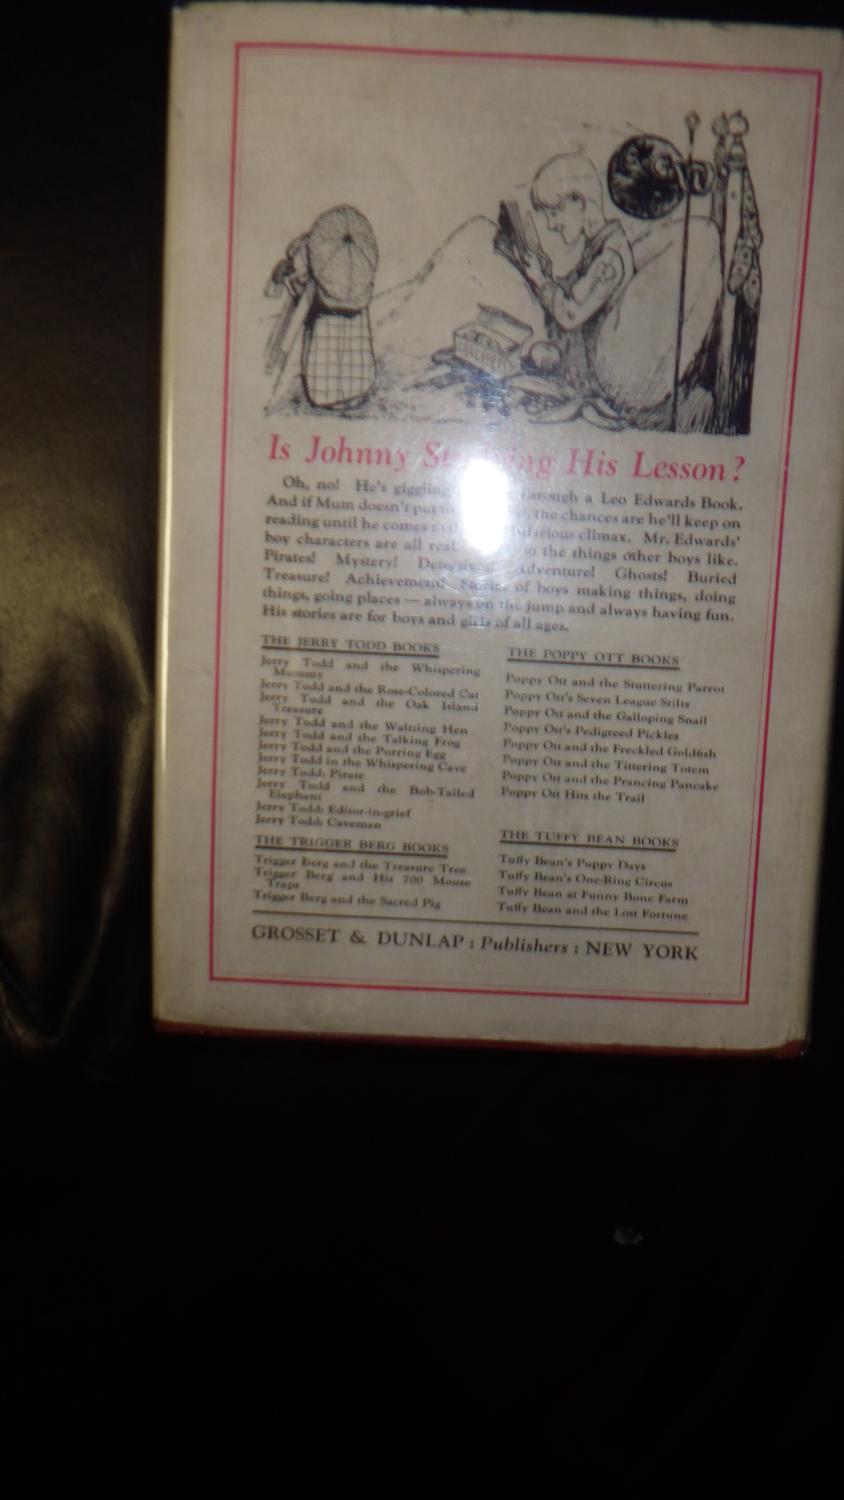 Is Johnny Studying His Lesson?
Oh, no! He's giggling through a Leo Edwards Book.
And if Mum doesn't put the chances are he'll keep on
reading until he comes to hilarious climax. Mr. Edwards'
boy characters are all real. to the things other boys like.
Pirates! Mystery! Detectives! Adventure! Ghosts! Buried
Treasure! Achievement! Stories of boys making things, doing
things, going places — always on the jump and always having fun.
His stories are for boys and girls of all ages.
THE JERRY TODD BOOKS
Jerry Todd and the Whispering
Mummy
Jerry Todd and the Rose-Colored Cat
Jerry Todd and the Oak Island
Treasure
Jerry Todd and the Waltzing Hen
Jerry Todd and the Talking Frog
Jerry Todd and the Purring Egg
Jerry Todd in the Whispering Cave
Jerry Todd: Pirate
Jerry Todd and the Bob-Tailed
Elephant
Jerry Todd: Editor-in-grief
Jerry Todd: Caveman
THE TRIGGER BERG BOOKS
Trigger Berg and the Treasure Tree
Trigger Berg and His 700 Mouse
Traps
Trigger Berg and the Sacred Pig
THE POPPY OTT BOOKS
Poppy Ott and the Stuttering Parrot
Poppy Ott's Seven League Stilts
Poppy Ott and the Galloping Snail
Poppy Ott's Pedigreed Pickles
Poppy Ott and the Freckled Goldfish
Poppy Ott and the Tittering Totem
Poppy Ott and the Prancing Pancake
Poppy Ott Hits the Trail
THE TUFFY BEAN BOOKS
Tuffy Bean's Puppy Days
Tuffy Bean's One-Ring Circus
Tuffy Bean at Funny Bone Farm
Tuffy Bean and the Lost Fortune
GROSSET & DUNLAP : Publishers : NEW YORK